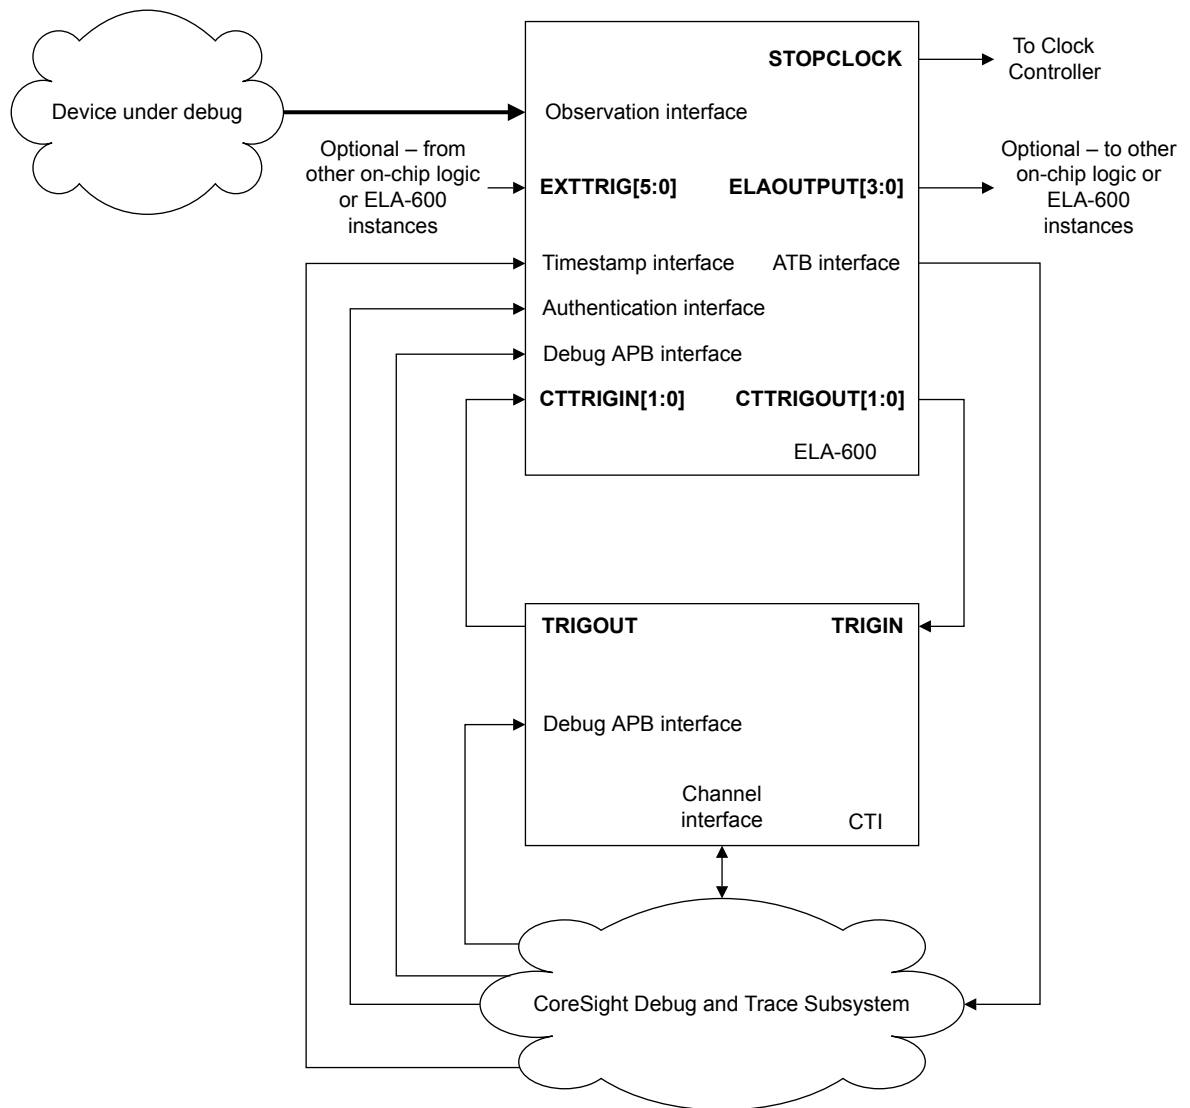 STOPCLOCK
To Clock
Controller
Device under debug
Observation interface
Optional – from
other on-chip logic
or ELA-600
instances
EXTTRIG[5:0]
ELAOUTPUT[3:0]
Optional – to other
on-chip logic or
ELA-600
instances
Timestamp interface
ATB interface
Authentication interface
Debug APB interface
CTTRIGIN[1:0]
CTTRIGOUT[1:0]
ELA-600
TRIGOUT
TRIGIN
Debug APB interface
Channel
interface
CTI
CoreSight Debug and Trace Subsystem